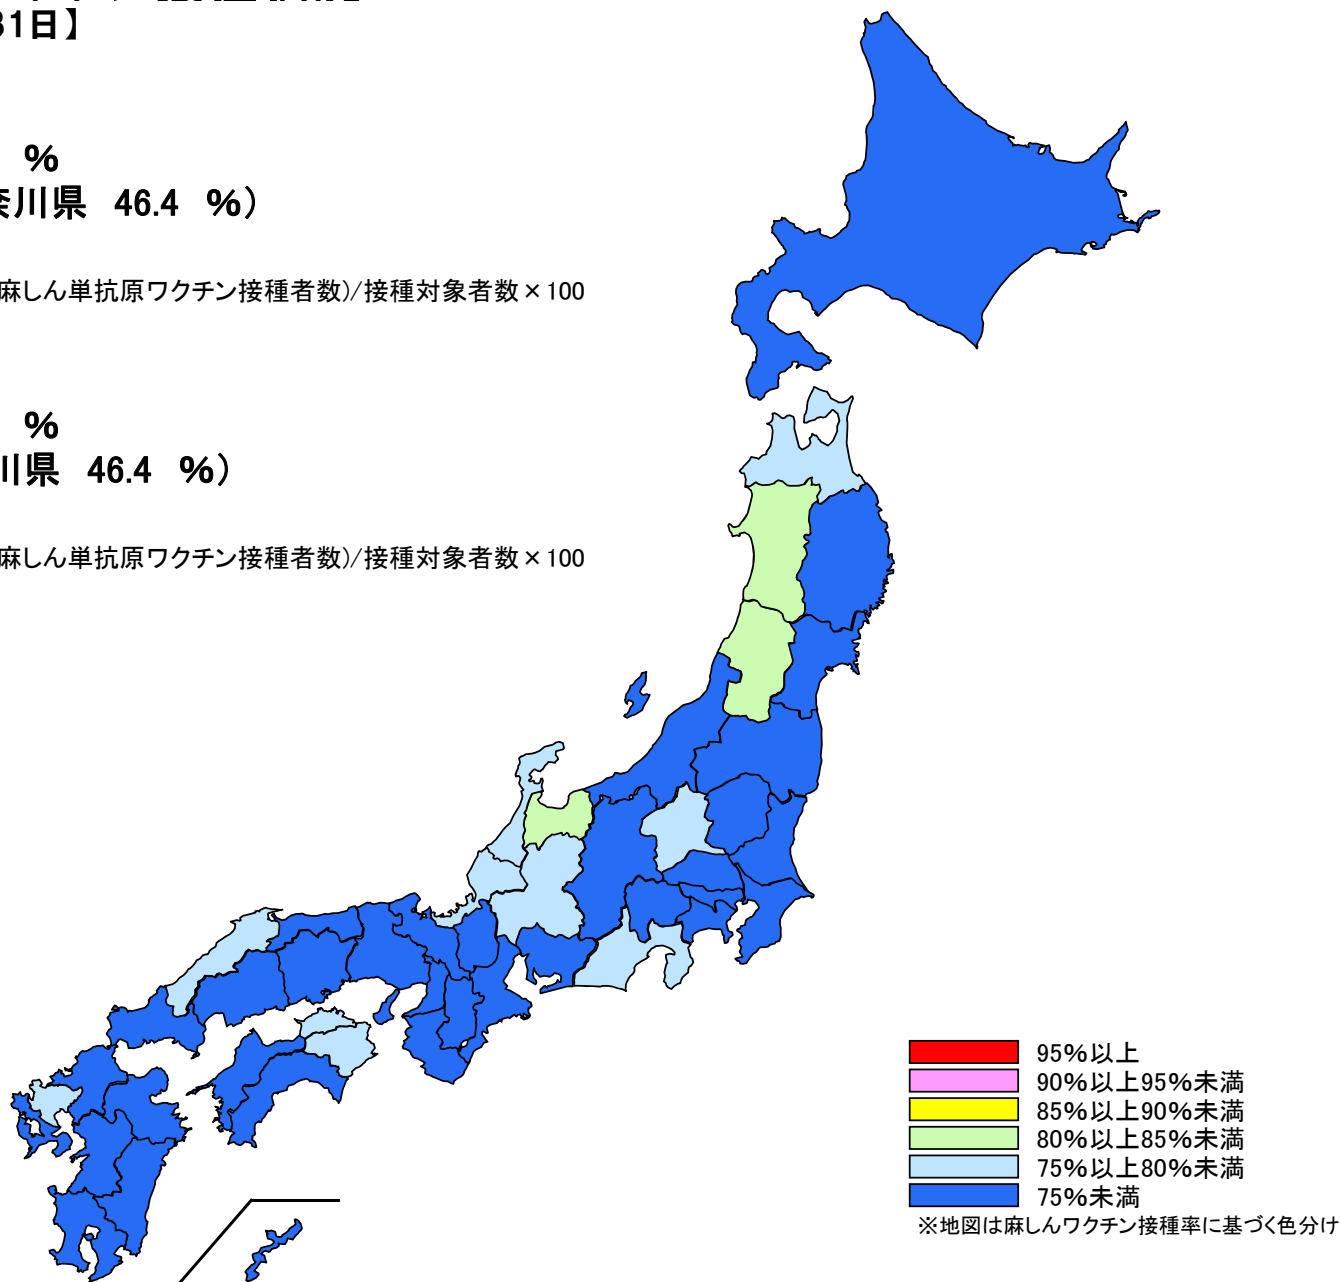 31日】
%
奈川県 46.4 %）
麻しん単抗原ワクチン接種者数)/接種対象者数×100
%
川県 46.4 %）
麻しん単抗原ワクチン接種者数)/接種対象者数×100
95%以上
90%以上95%未満
85%以上90%未満
80%以上85%未満
75%以上80%未満
75%未満
※地図は麻しんワクチン接種率に基づく色分け